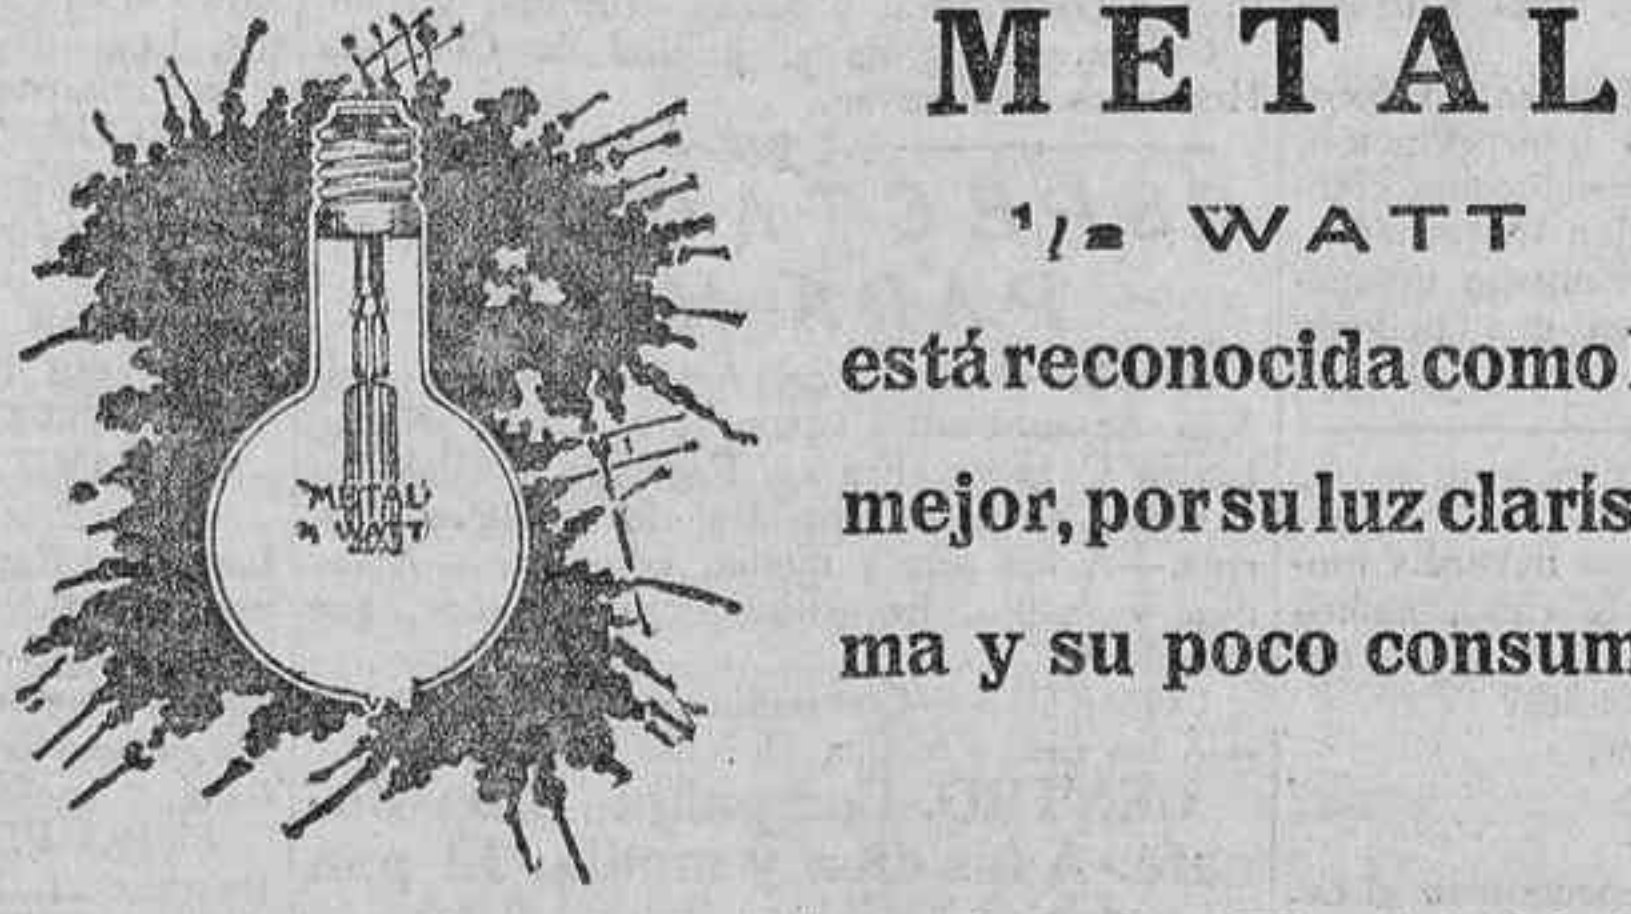 METAL
1/2 WATT
está reconocida como l
mejor, por su luz clarís
ma y su poco consum
METAL
½ WATT